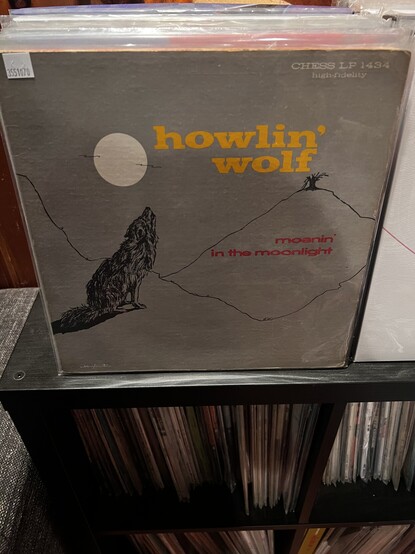 CHESS LP 1434
high-fidelity
howlin'
wolf
moanin'
in the moonlight